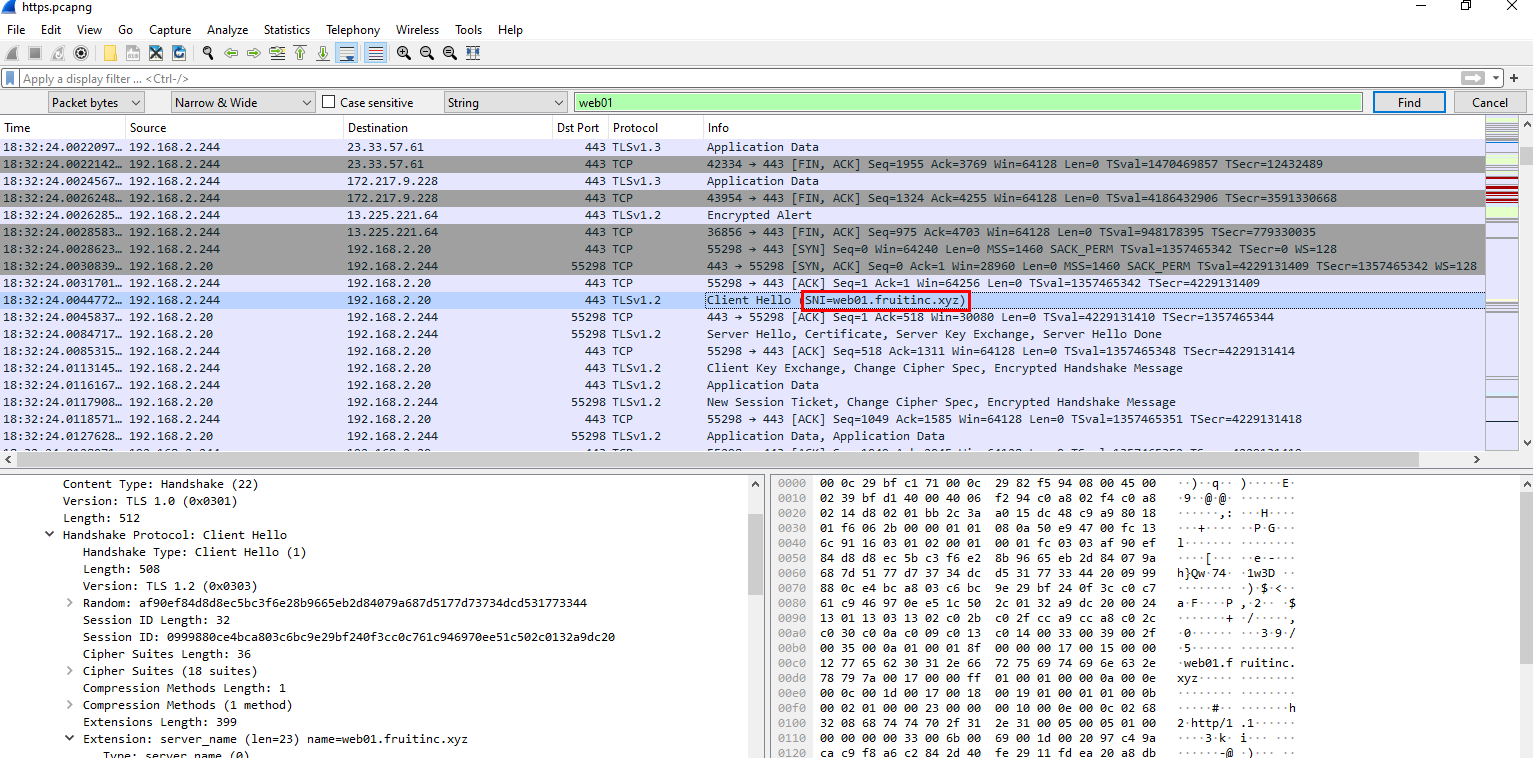 https.pcapng
File Edit View Go Capture Analyze Statistics Telephony Wireless Tools Help
Apply a display filter ... <Ctrl-/>
Packet bytes Narrow & Wide Case sensitive String web01 Find Cancel
Time Source Destination Dst Port Protocol Info
18:32:24.0022097… 192.168.2.244 23.33.57.61 443 TLSv1.3 Application Data
18:32:24.0022142… 192.168.2.244 23.33.57.61 443 TCP 42334 → 443 [FIN, ACK] Seq=1955 Ack=3769 Win=64128 Len=0 TSval=1470469857 TSecr=12432489
18:32:24.0024567… 192.168.2.244 172.217.9.228 443 TLSv1.3 Application Data
18:32:24.0026248… 192.168.2.244 172.217.9.228 443 TCP 43954 → 443 [FIN, ACK] Seq=1324 Ack=4255 Win=64128 Len=0 TSval=4186432906 TSecr=3591330668
18:32:24.0026285… 192.168.2.244 13.225.221.64 443 TLSv1.2 Encrypted Alert
18:32:24.0028583… 192.168.2.244 13.225.221.64 443 TCP 36856 → 443 [FIN, ACK] Seq=975 Ack=4703 Win=64128 Len=0 TSval=948178395 TSecr=779330035
18:32:24.0028623… 192.168.2.244 192.168.2.20 443 TCP 55298 → 443 [SYN] Seq=0 Win=64240 Len=0 MSS=1460 SACK_PERM TSval=1357465342 TSecr=0 WS=128
18:32:24.0030839… 192.168.2.20 192.168.2.244 55298 TCP 443 → 55298 [SYN, ACK] Seq=0 Ack=1 Win=28960 Len=0 MSS=1460 SACK_PERM TSval=4229131409 TSecr=1357465342 WS=128
18:32:24.0031701… 192.168.2.244 192.168.2.20 443 TCP 55298 → 443 [ACK] Seq=1 Ack=1 Win=64256 Len=0 TSval=1357465342 TSecr=4229131409
18:32:24.0044772… 192.168.2.244 192.168.2.20 443 TLSv1.2 Client Hello (SNI=web01.fruitinc.xyz)
18:32:24.0045837… 192.168.2.20 192.168.2.244 55298 TCP 443 → 55298 [ACK] Seq=1 Ack=518 Win=30080 Len=0 TSval=4229131410 TSecr=1357465344
18:32:24.0084717… 192.168.2.20 192.168.2.244 55298 TLSv1.2 Server Hello, Certificate, Server Key Exchange, Server Hello Done
18:32:24.0085315… 192.168.2.244 192.168.2.20 443 TCP 55298 → 443 [ACK] Seq=518 Ack=1311 Win=64128 Len=0 TSval=1357465348 TSecr=4229131414
18:32:24.0113145… 192.168.2.244 192.168.2.20 443 TLSv1.2 Client Key Exchange, Change Cipher Spec, Encrypted Handshake Message
18:32:24.0116167… 192.168.2.244 192.168.2.20 443 TLSv1.2 Application Data
18:32:24.0117908… 192.168.2.20 192.168.2.244 55298 TLSv1.2 New Session Ticket, Change Cipher Spec, Encrypted Handshake Message
18:32:24.0118571… 192.168.2.244 192.168.2.20 443 TCP 55298 → 443 [ACK] Seq=1049 Ack=1585 Win=64128 Len=0 TSval=1357465351 TSecr=4229131418
18:32:24.0127628… 192.168.2.20 192.168.2.244 55298 TLSv1.2 Application Data, Application Data
Content Type: Handshake (22)
Version: TLS 1.0 (0x0301)
Length: 512
Handshake Protocol: Client Hello
Handshake Type: Client Hello (1)
Length: 508
Version: TLS 1.2 (0x0303)
Random: af90ef84d8d8ec5bc3f6e28b9665eb2d84079a687d5177d73734dcd531773344
Session ID Length: 32
Session ID: 0999880ce4bca803c6bc9e29bf240f3cc0c761c946970ee51c502c0132a9dc20
Cipher Suites Length: 36
Cipher Suites (18 suites)
Compression Methods Length: 1
Compression Methods (1 method)
Extensions Length: 399
Extension: server_name (len=23) name=web01.fruitinc.xyz
Type: server_name (0)
0000 00 0c 29 bf c1 71 00 0c 29 82 f5 94 08 00 45 00 ··)··q·· )·····E·
0010 02 39 bf d1 40 00 40 06 f2 94 c0 a8 02 f4 c0 a8 ·9··@·@· ········
0020 02 14 d8 02 01 bb 2c 3a a0 15 dc 48 c9 a9 80 18 ······,: ···H····
0030 01 f6 06 2b 00 00 01 01 08 0a 50 e9 47 00 fc 13 ···+···· ··P·G···
0040 6c 91 16 03 01 02 00 01 00 01 fc 03 03 af 90 ef l······· ········
0050 84 d8 d8 ec 5b c3 f6 e2 8b 96 65 eb 2d 84 07 9a ····[··· ··e·-···
0060 68 7d 51 77 d7 37 34 dc d5 31 77 33 44 20 09 99 h}Qw·74· ·1w3D ··
0070 88 0c e4 bc a8 03 c6 bc 9e 29 bf 24 0f 3c c0 c7 ········ ·)·$·<··
0080 61 c9 46 97 0e e5 1c 50 2c 01 32 a9 dc 20 00 24 a·F····P ,·2·· ·$
0090 13 01 13 03 13 02 c0 2b c0 2f cc a9 cc a8 c0 2c ·······+ ·/·····,
00a0 c0 30 c0 0a c0 09 c0 13 c0 14 00 33 00 39 00 2f ·0······ ···3·9·/
00b0 00 35 00 0a 01 00 01 8f 00 00 00 17 00 15 00 00 ·5······ ········
00c0 12 77 65 62 30 31 2e 66 72 75 69 74 69 6e 63 2e ·web01.f ruitinc.
00d0 78 79 7a 00 17 00 00 ff 01 00 01 00 00 0a 00 0e xyz····· ········
00e0 00 0c 00 1d 00 17 00 18 00 19 01 00 01 01 00 0b ········ ········
00f0 00 02 01 00 00 23 00 00 00 10 00 0e 00 0c 02 68 ·····#·· ·······h
0100 32 08 68 74 74 70 2f 31 2e 31 00 05 00 05 01 00 2·http/1 .1······
0110 00 00 00 00 33 00 6b 00 69 00 1d 00 20 97 c4 9a ····3·k· i··· ···
0120 ca c9 f8 a6 c2 84 2d 40 fe 29 11 fd ea 20 a8 db ······-@ ·)··· ··